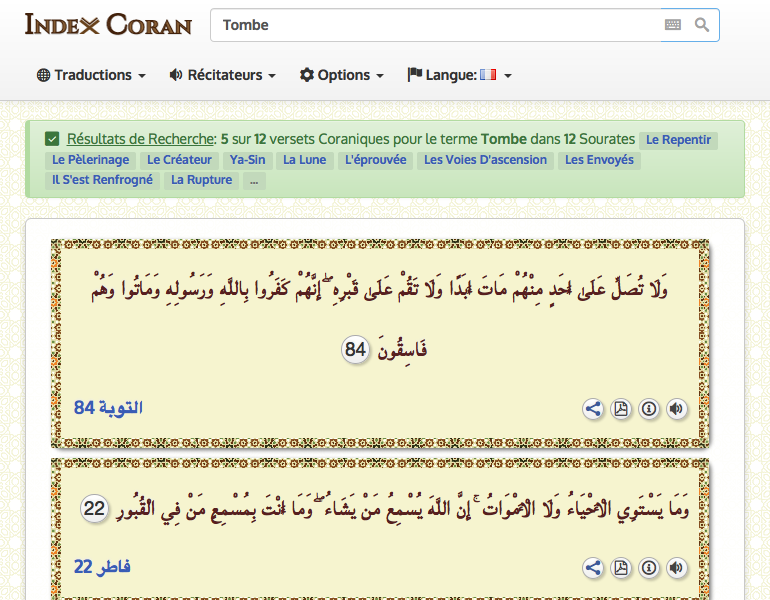 INDEX CORAN
Tombe
Traductions
Récitateurs
Options
Langue:
Résultats de Recherche: 5 sur 12 versets Coraniques pour le terme Tombe dans 12 Sourates Le Repentir
Le Pèlerinage Le Créateur Ya-Sin La Lune L'éprouvée Les Voies D'ascension Les Envoyés
Il S'est Renfrogné La Rupture ...
وَلَا تُصَلِّ عَلَىٰ أَحَدٍ مِنْهُمْ مَاتَ أَبَدًا وَلَا تَقُمْ عَلَىٰ قَبْرِهِ ۖ إِنَّهُمْ كَفَرُوا بِاللَّهِ وَرَسُولِهِ وَمَاتُوا وَهُمْ
فَاسِقُونَ 84
التوبة 84
وَمَا يَسْتَوِي الْأَحْيَاءُ وَلَا الْأَمْوَاتُ ۚ إِنَّ اللَّهَ يُسْمِعُ مَنْ يَشَاءُ ۖ وَمَا أَنْتَ بِمُسْمِعٍ مَنْ فِي الْقُبُورِ 22
فاطر 22